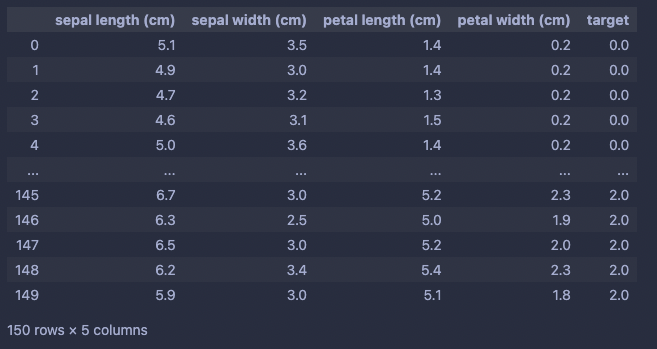 sepal length (cm) sepal width (cm) petal length (cm) petal width (cm) target
0 5.1 3.5 1.4 0.2 0.0
1 4.9 3.0 1.4 0.2 0.0
2 4.7 3.2 1.3 0.2 0.0
3 4.6 3.1 1.5 0.2 0.0
4 5.0 3.6 1.4 0.2 0.0
... ... ... ... ... ...
145 6.7 3.0 5.2 2.3 2.0
146 6.3 2.5 5.0 1.9 2.0
147 6.5 3.0 5.2 2.0 2.0
148 6.2 3.4 5.4 2.3 2.0
149 5.9 3.0 5.1 1.8 2.0
150 rows × 5 columns